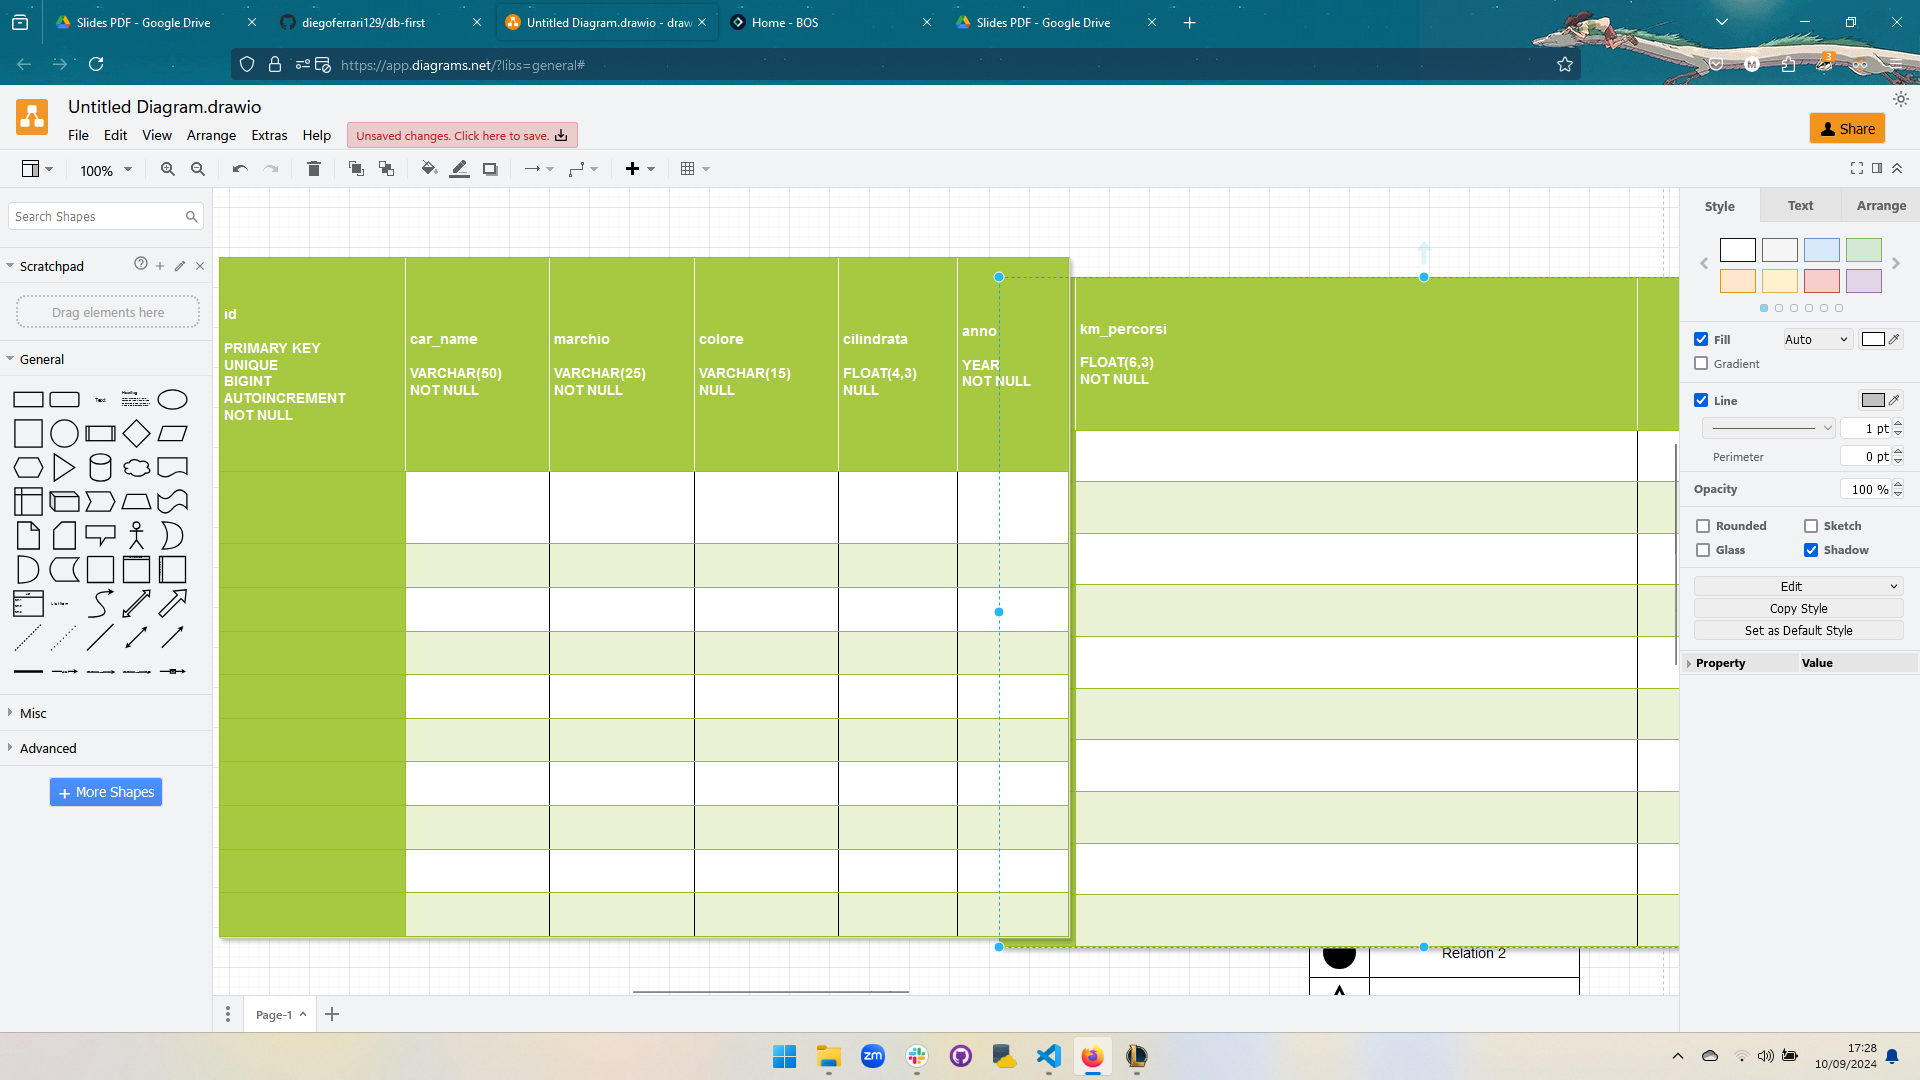 Slides PDF - Google Drive
diegoferrari129/db-first
Untitled Diagram.drawio - draw
Home - BOS
Slides PDF - Google Drive
https://app.diagrams.net/?libs=general#
M
3
Untitled Diagram.drawio
File Edit View Arrange Extras Help
Unsaved changes. Click here to save.
Share
100%
Search Shapes
Scratchpad
Drag elements here
General
Text
Heading
List Item
Misc
Advanced
+ More Shapes
id
PRIMARY KEY
UNIQUE
BIGINT
AUTOINCREMENT
NOT NULL
car_name
VARCHAR(50)
NOT NULL
marchio
VARCHAR(25)
NOT NULL
colore
VARCHAR(15)
NULL
cilindrata
FLOAT(4,3)
NULL
anno
YEAR
NOT NULL
km_percorsi
FLOAT(6,3)
NOT NULL
Relation 2
Style Text Arrange
Fill Auto
Gradient
Line
1 pt
Perimeter 0 pt
Opacity 100 %
Rounded Sketch
Glass Shadow
Edit
Copy Style
Set as Default Style
Property Value
Page-1
zm
17:28
10/09/2024